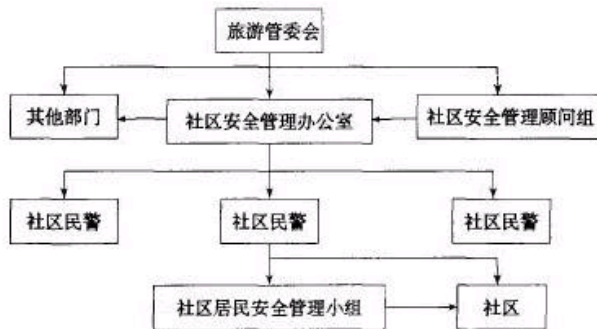 旅游管委会
其他部门
社区安全管理办公室
社区安全管理顾问组
社区民警
社区民警
社区民警
社区居民安全管理小组
社区